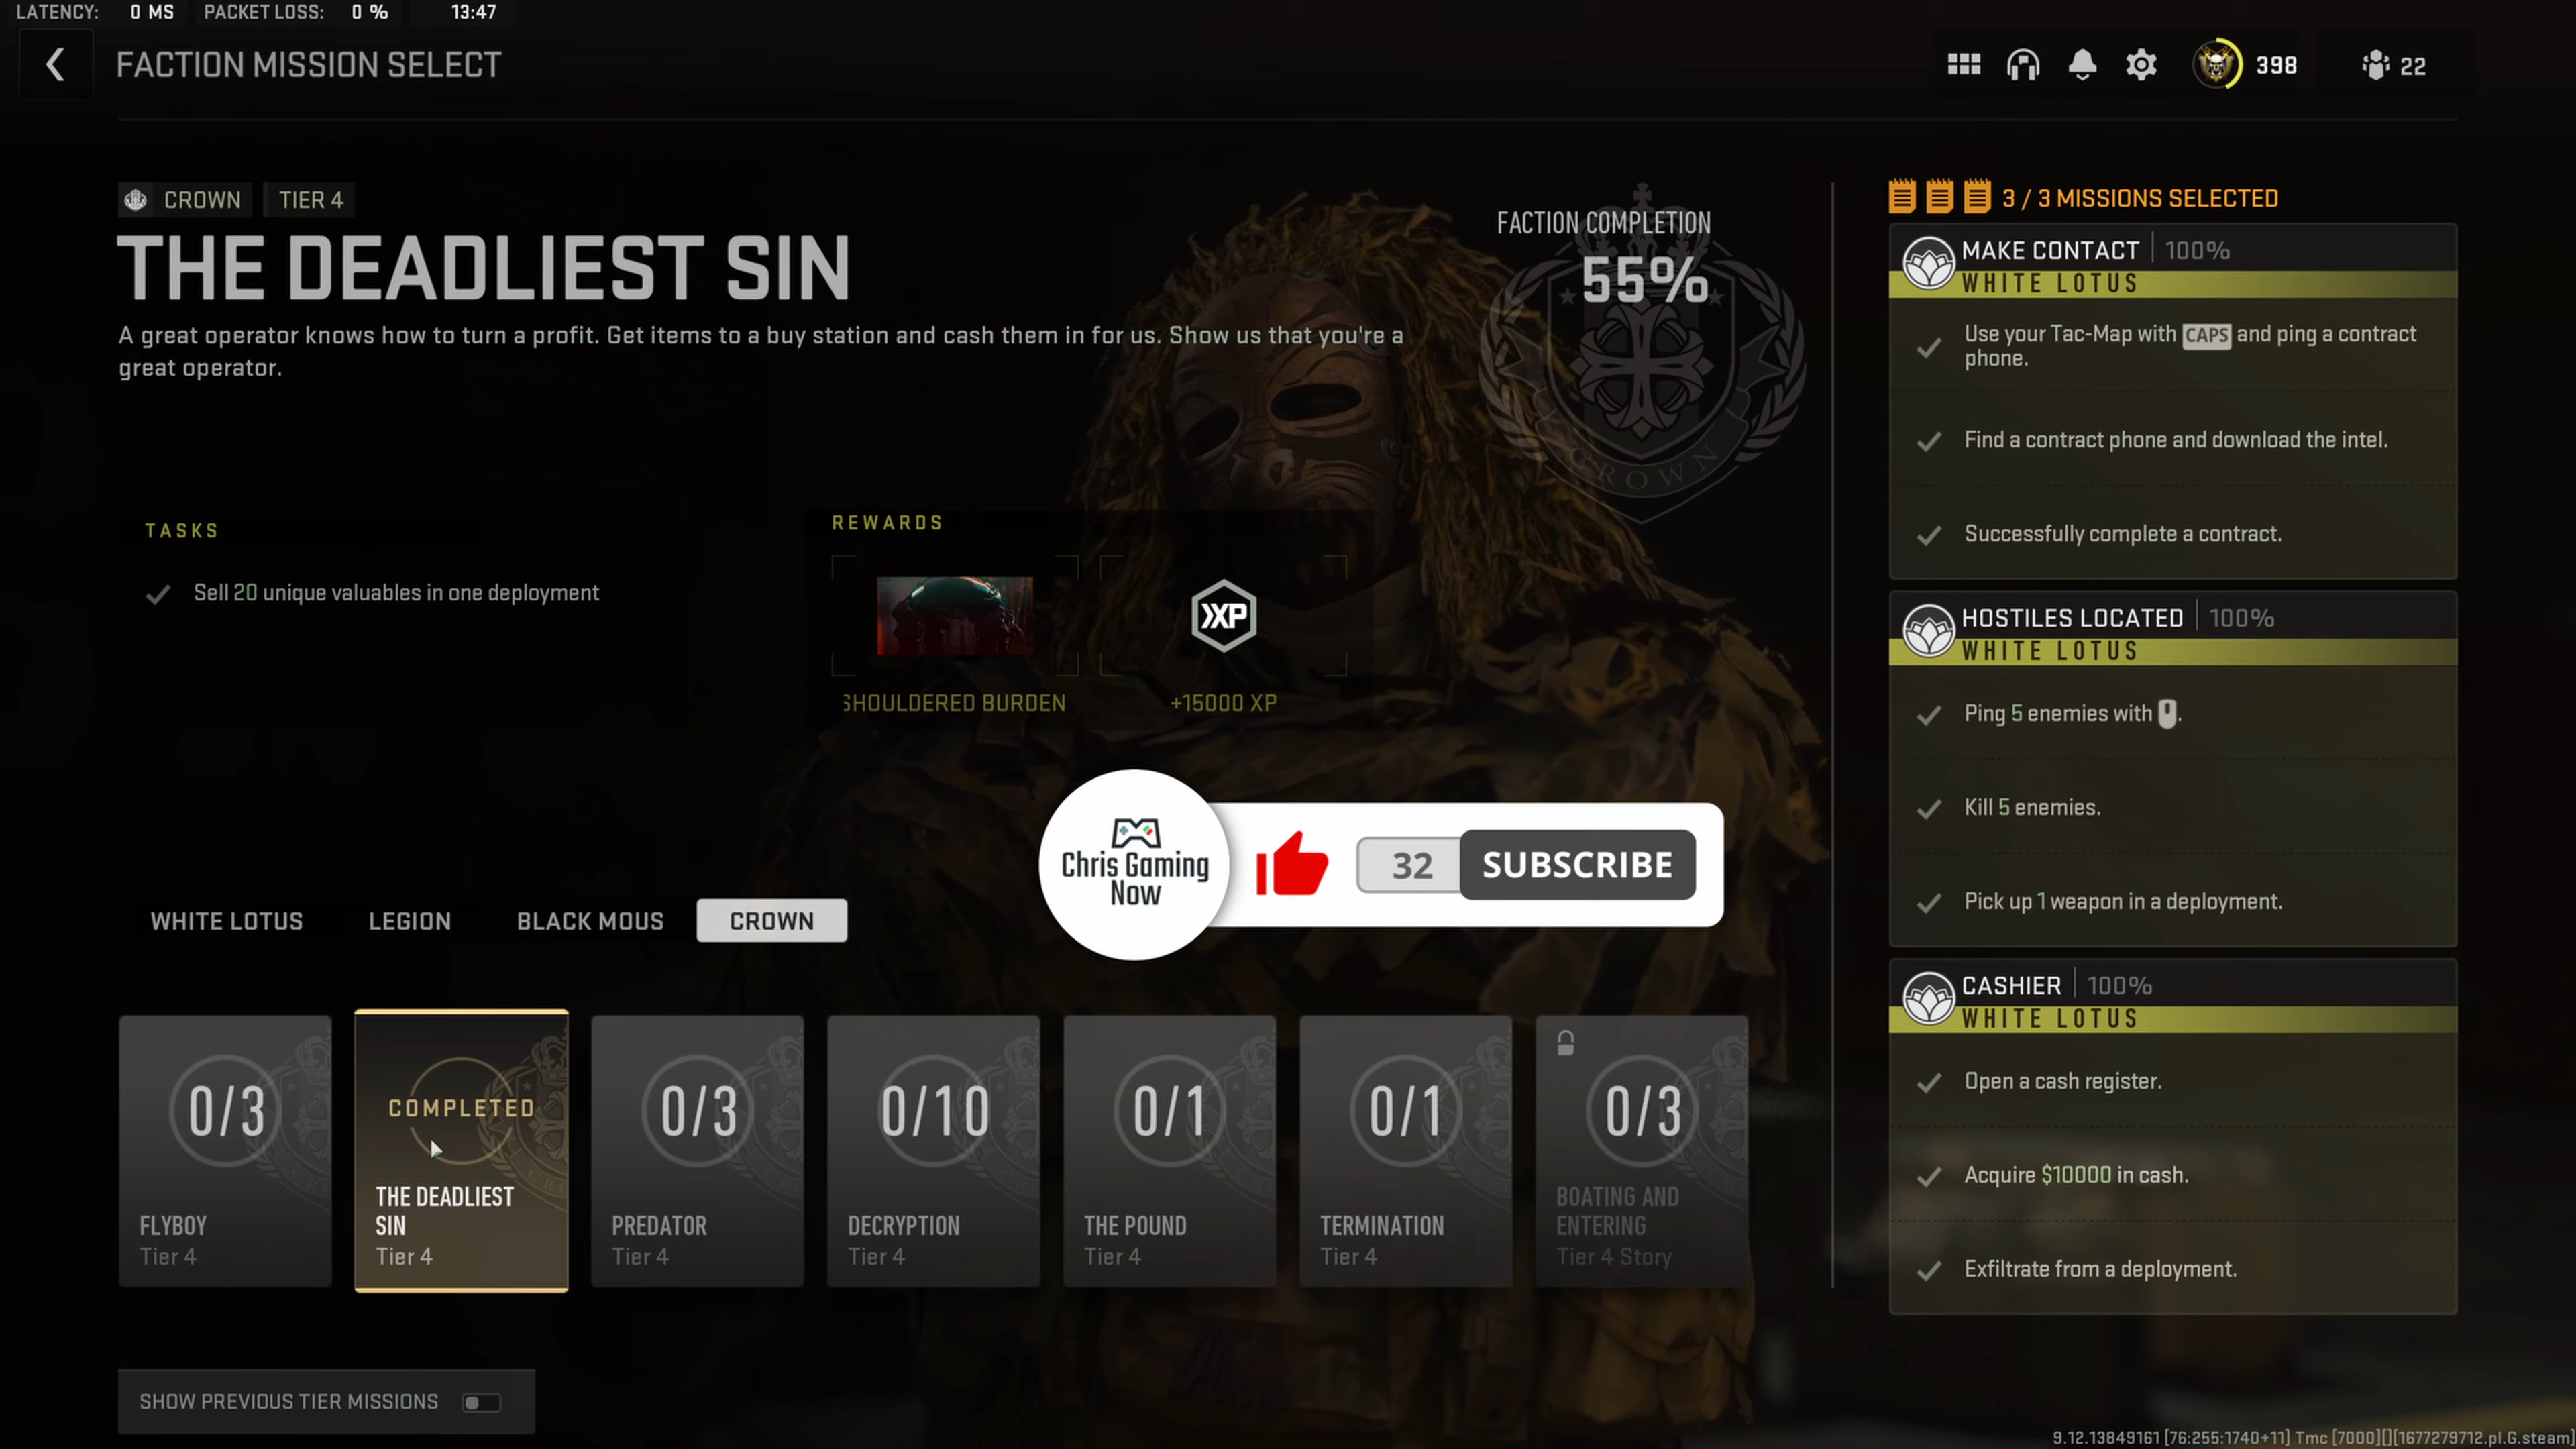 LATENCY: 0 MS PACKET LOSS: 0 % 13:47
FACTION MISSION SELECT
398
22
CROWN TIER 4
THE DEADLIEST SIN
A great operator knows how to turn a profit. Get items to a buy station and cash them in for us. Show us that you're a
great operator.
FACTION COMPLETION
55%
CROWN
TASKS
Sell 20 unique valuables in one deployment
REWARDS
XP
SHOULDERED BURDEN
+15000 XP
Chris Gaming
Now
32
SUBSCRIBE
WHITE LOTUS LEGION BLACK MOUS CROWN
0/3
FLYBOY
Tier 4
COMPLETED
THE DEADLIEST
SIN
Tier 4
0/3
PREDATOR
Tier 4
0/10
DECRYPTION
Tier 4
0/1
THE POUND
Tier 4
0/1
TERMINATION
Tier 4
0/3
BOATING AND
ENTERING
Tier 4 Story
SHOW PREVIOUS TIER MISSIONS
3 / 3 MISSIONS SELECTED
MAKE CONTACT 100%
WHITE LOTUS
Use your Tac-Map with CAPS and ping a contract
phone.
Find a contract phone and download the intel.
Successfully complete a contract.
HOSTILES LOCATED 100%
WHITE LOTUS
Ping 5 enemies with .
Kill 5 enemies.
Pick up 1 weapon in a deployment.
CASHIER 100%
WHITE LOTUS
Open a cash register.
Acquire $10000 in cash.
Exfiltrate from a deployment.
9.12.13849161 [76:255:1740+11] Tmc [7000][][1677279712.pl.G.steam]